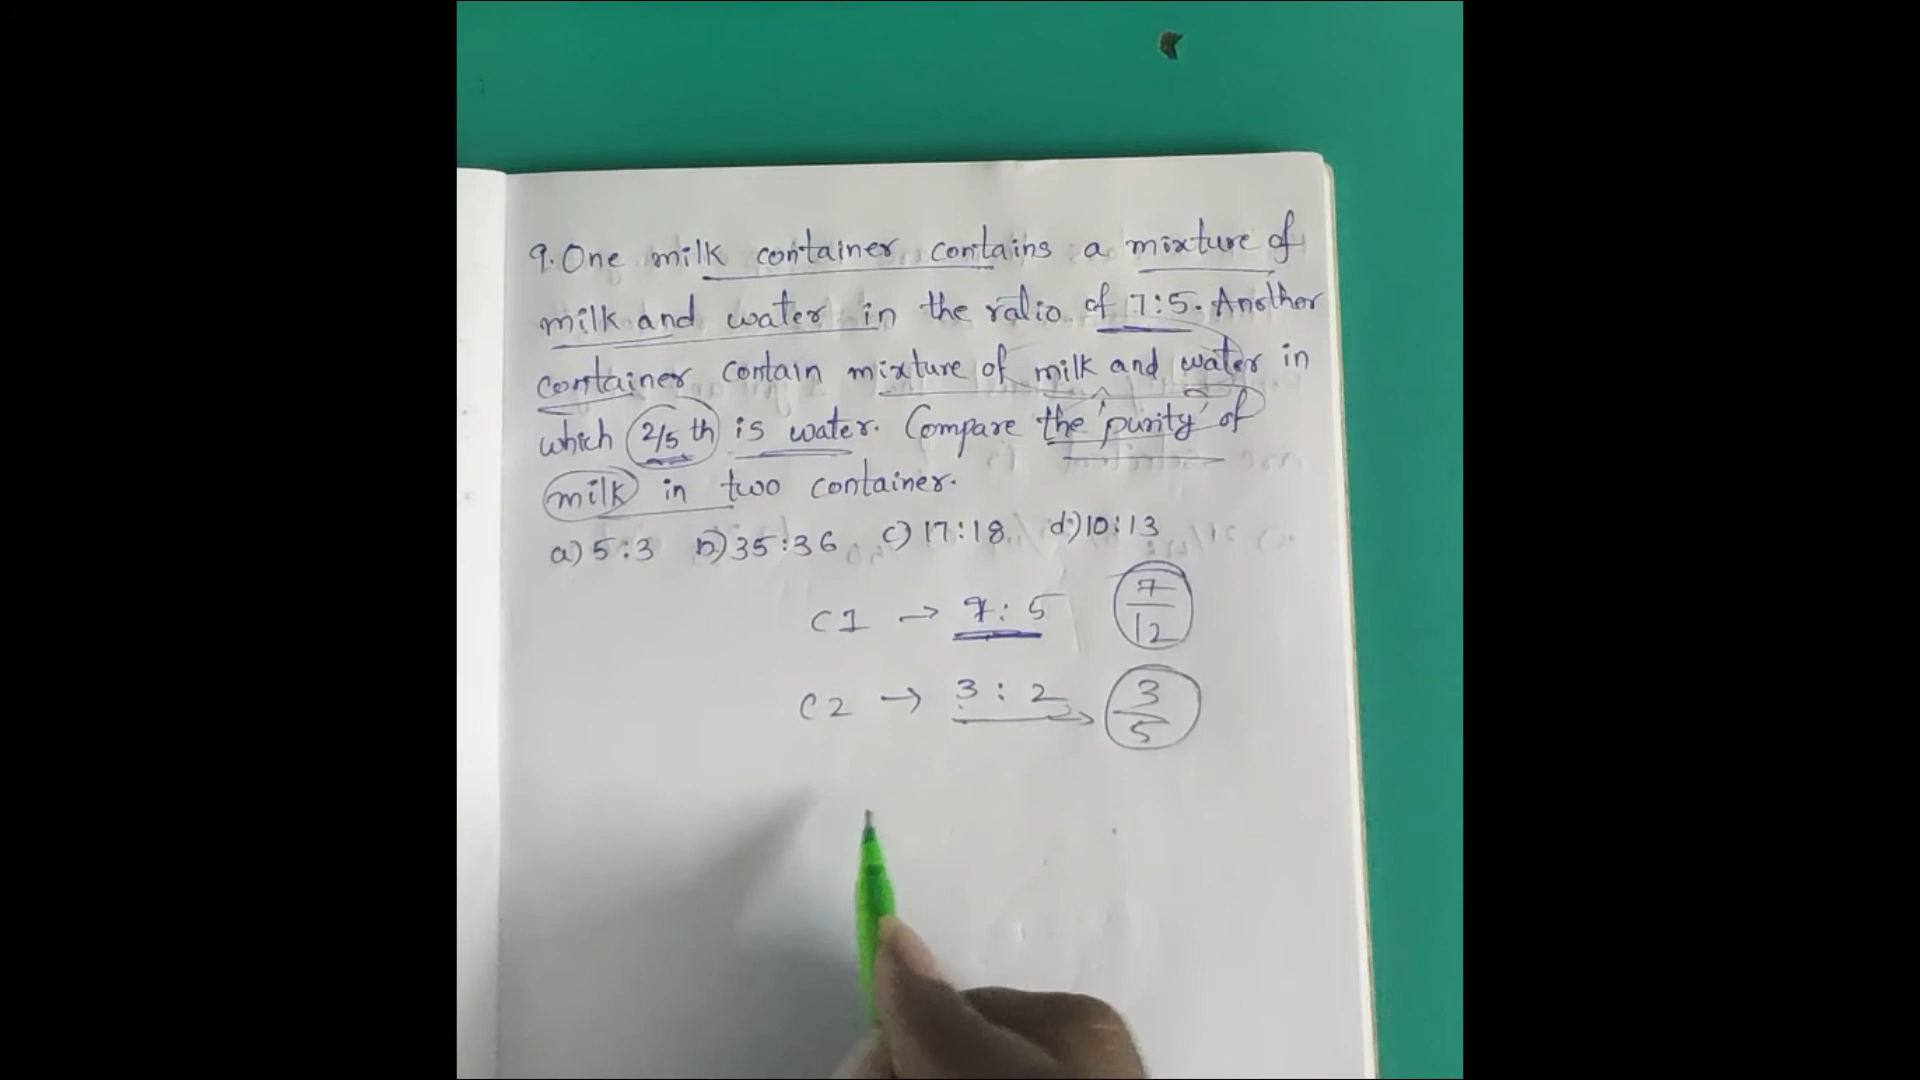 9. One milk container contains a mixture of
milk and water in the ratio of 7:5. Another
container contain mixture of milk and water in
which 2/5 th is water. Compare the 'purity' of
milk in two container.
a) 5:3 b) 35:36 c) 17:18 d) 10:13
C1 → 7:5 7/12
C2 → 3:2 → 3/5